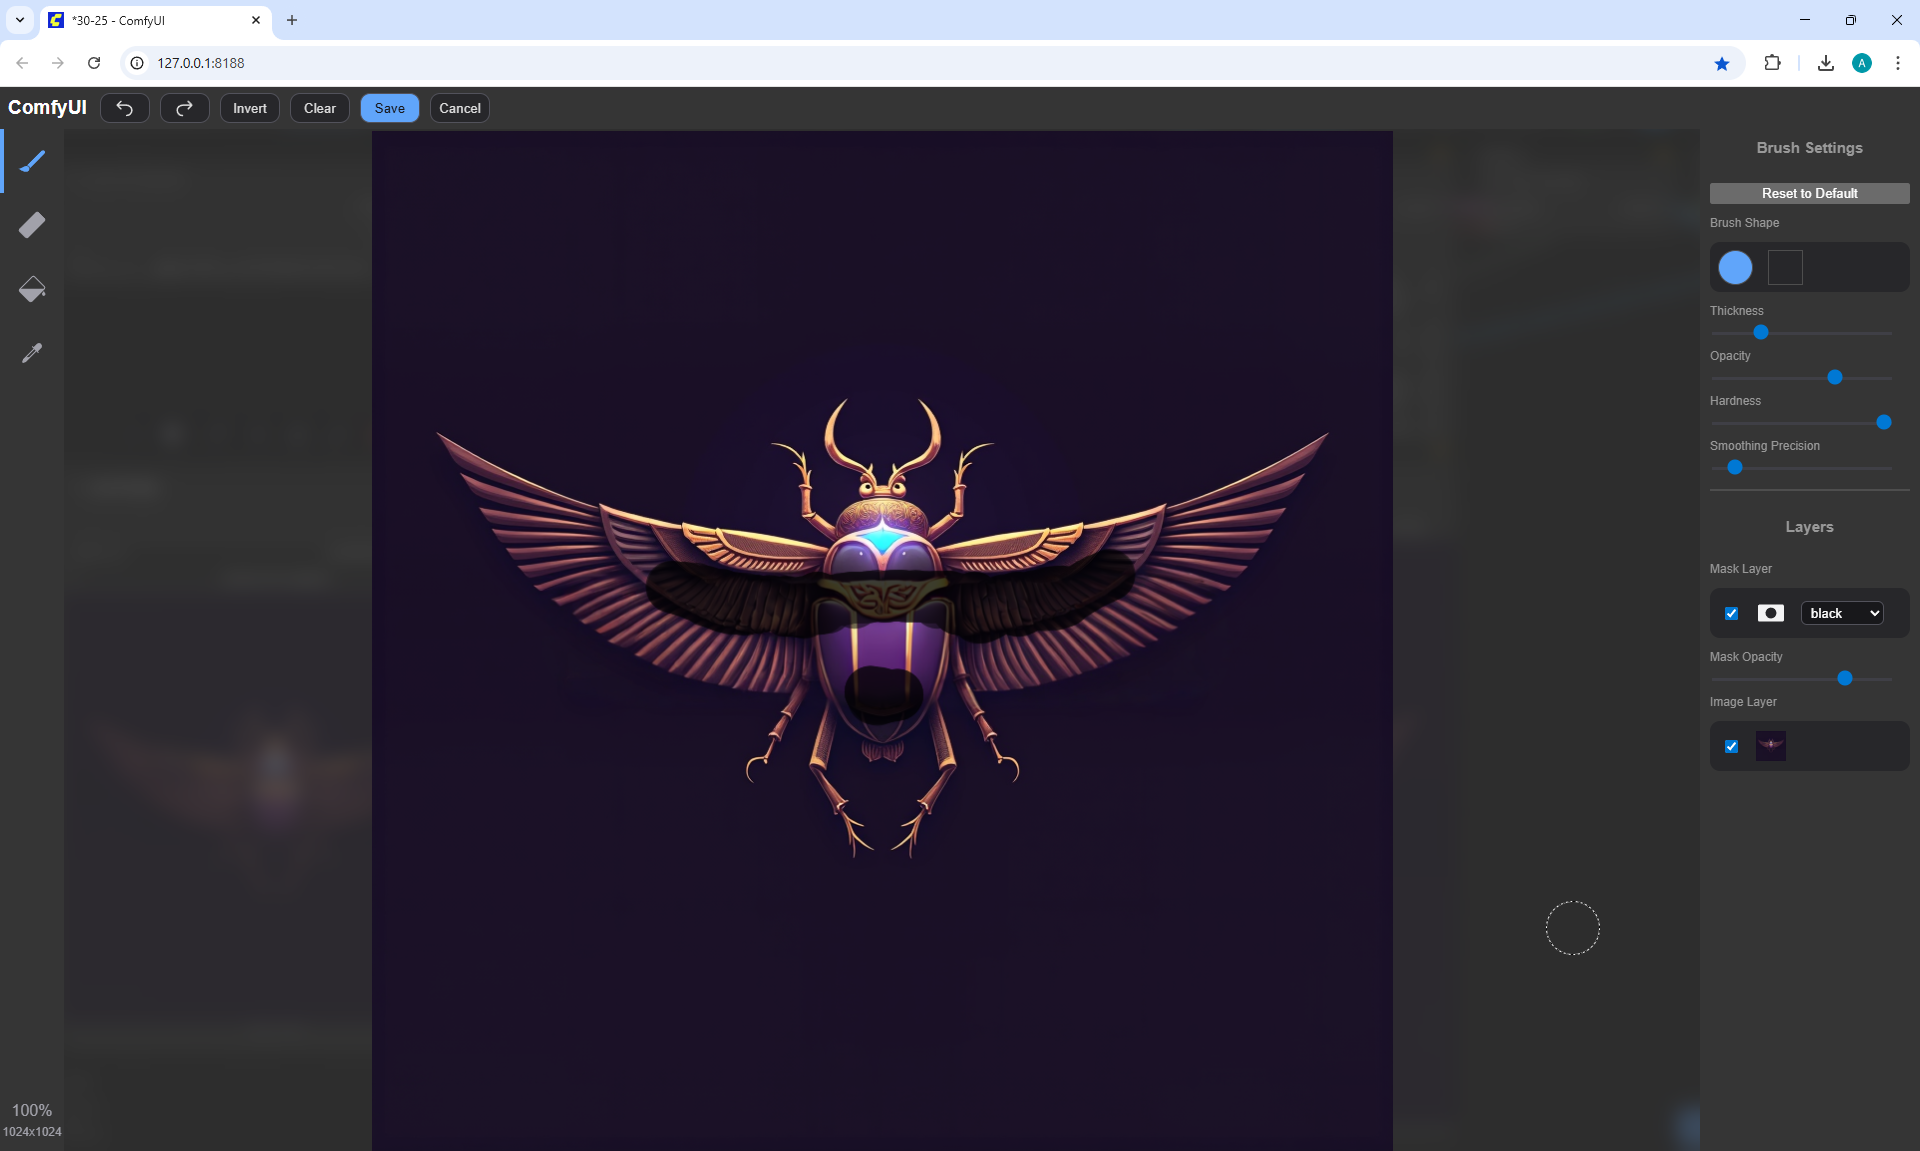 *30-25 - ComfyUI
127.0.0.1:8188
A
ComfyUI
Invert
Clear
Save
Cancel
Brush Settings
Reset to Default
Brush Shape
Thickness
Opacity
Hardness
Smoothing Precision
Layers
Mask Layer
black
Mask Opacity
Image Layer
100%
1024x1024